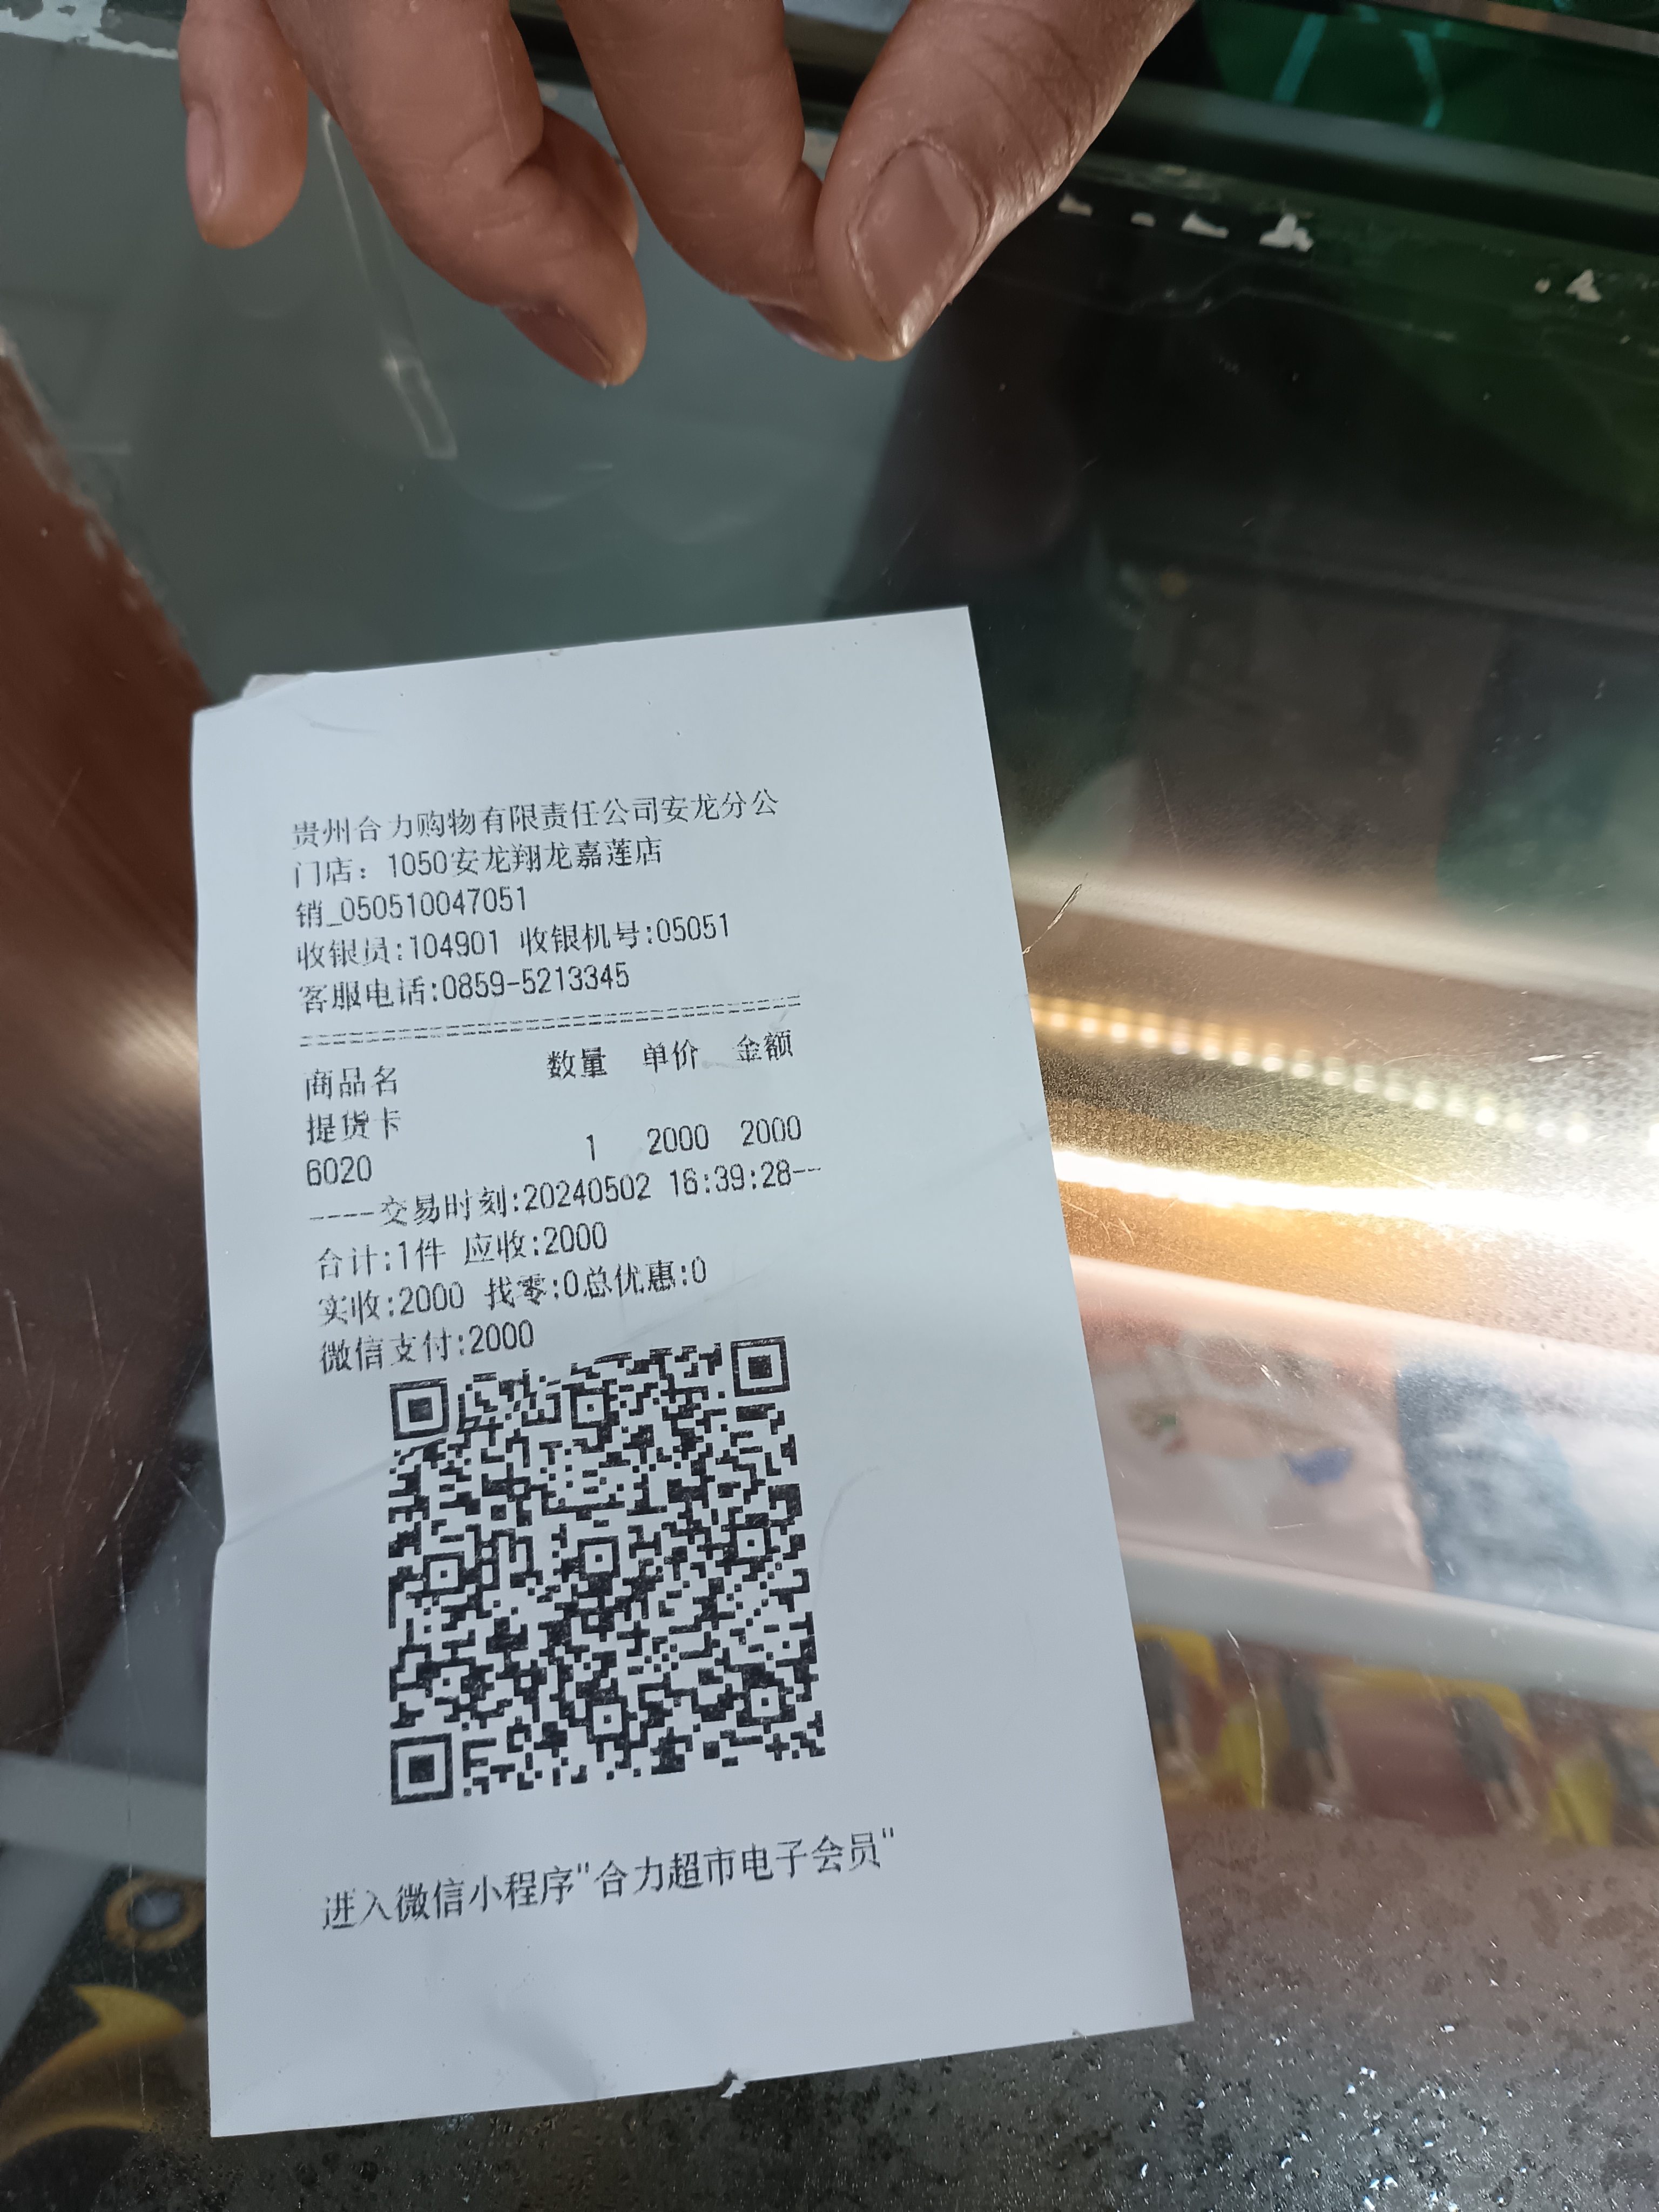 贵州合力购物有限责任公司安龙分公
门店：1050安龙翔龙嘉莲店
销_050510047051
收银员:104901 收银机号:05051
客服电话:0859-5213345
商品名 数量 单价 金额
提货卡
6020 1 2000 2000
----交易时刻:20240502 16:39:28--
合计:1件 应收:2000
实收:2000 找零:0总优惠:0
微信支付:2000
进入微信小程序"合力超市电子会员"